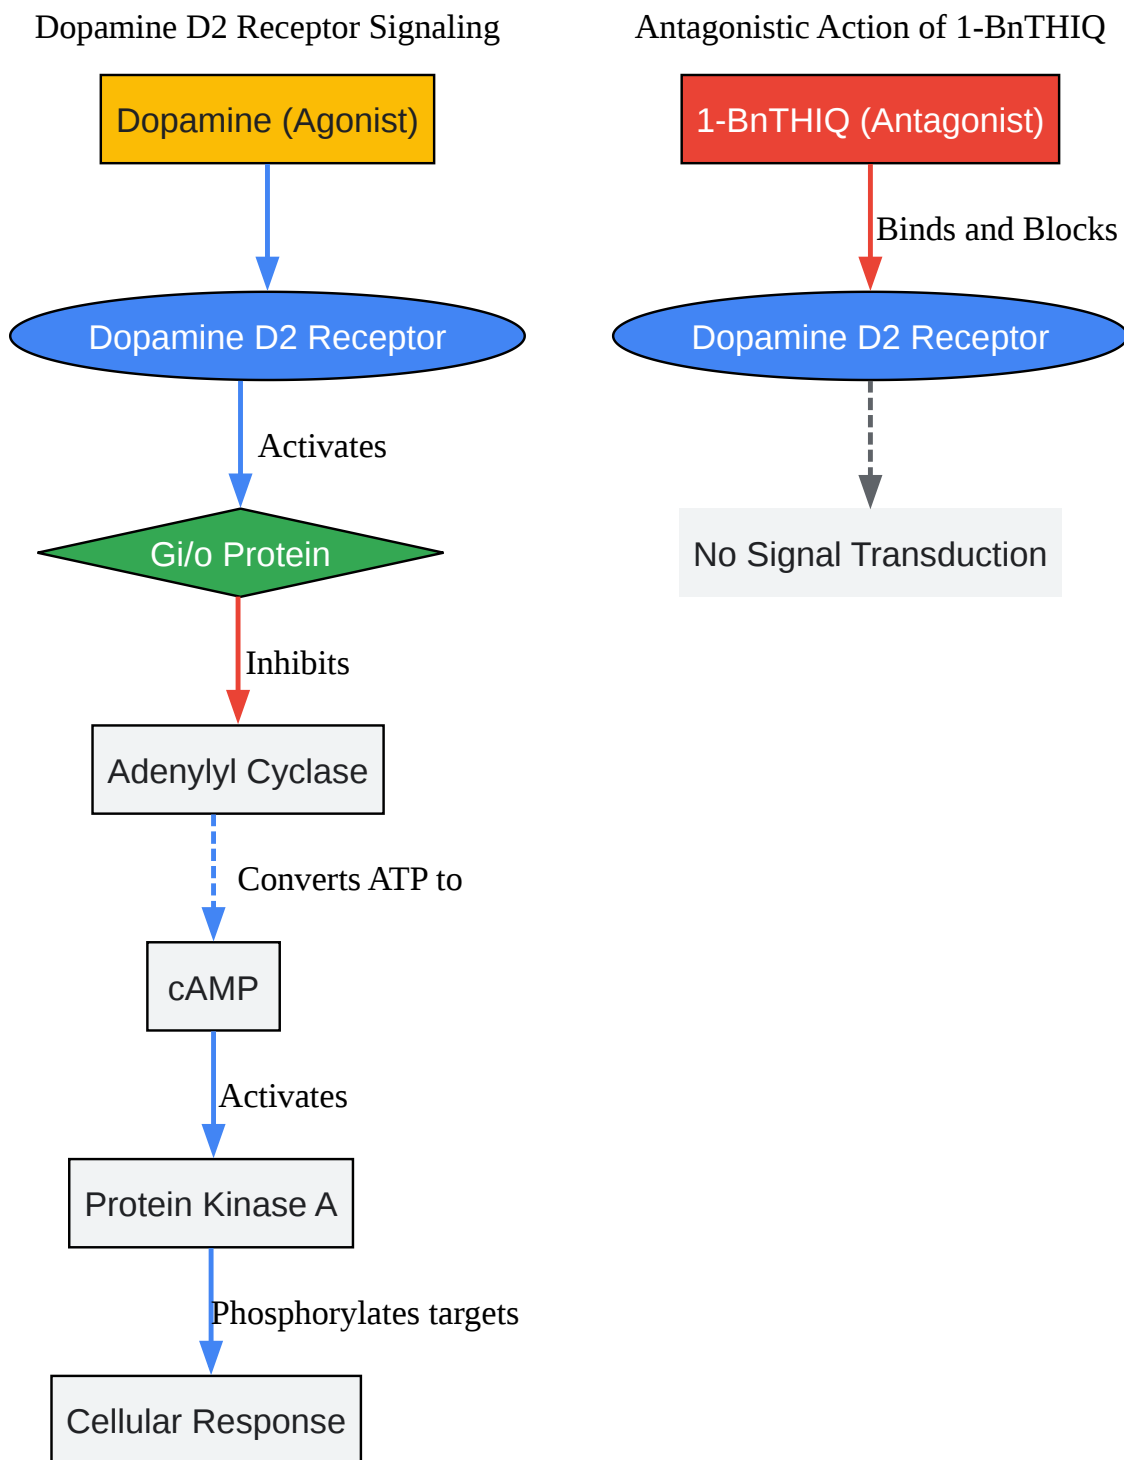 Dopamine D2 Receptor Signaling
Dopamine (Agonist)
Dopamine D2 Receptor
Activates
Gi/o Protein
Inhibits
Adenylyl Cyclase
Converts ATP to
cAMP
Activates
Protein Kinase A
Phosphorylates targets
Cellular Response
Antagonistic Action of 1-BnTHIQ
1-BnTHIQ (Antagonist)
Binds and Blocks
Dopamine D2 Receptor
No Signal Transduction